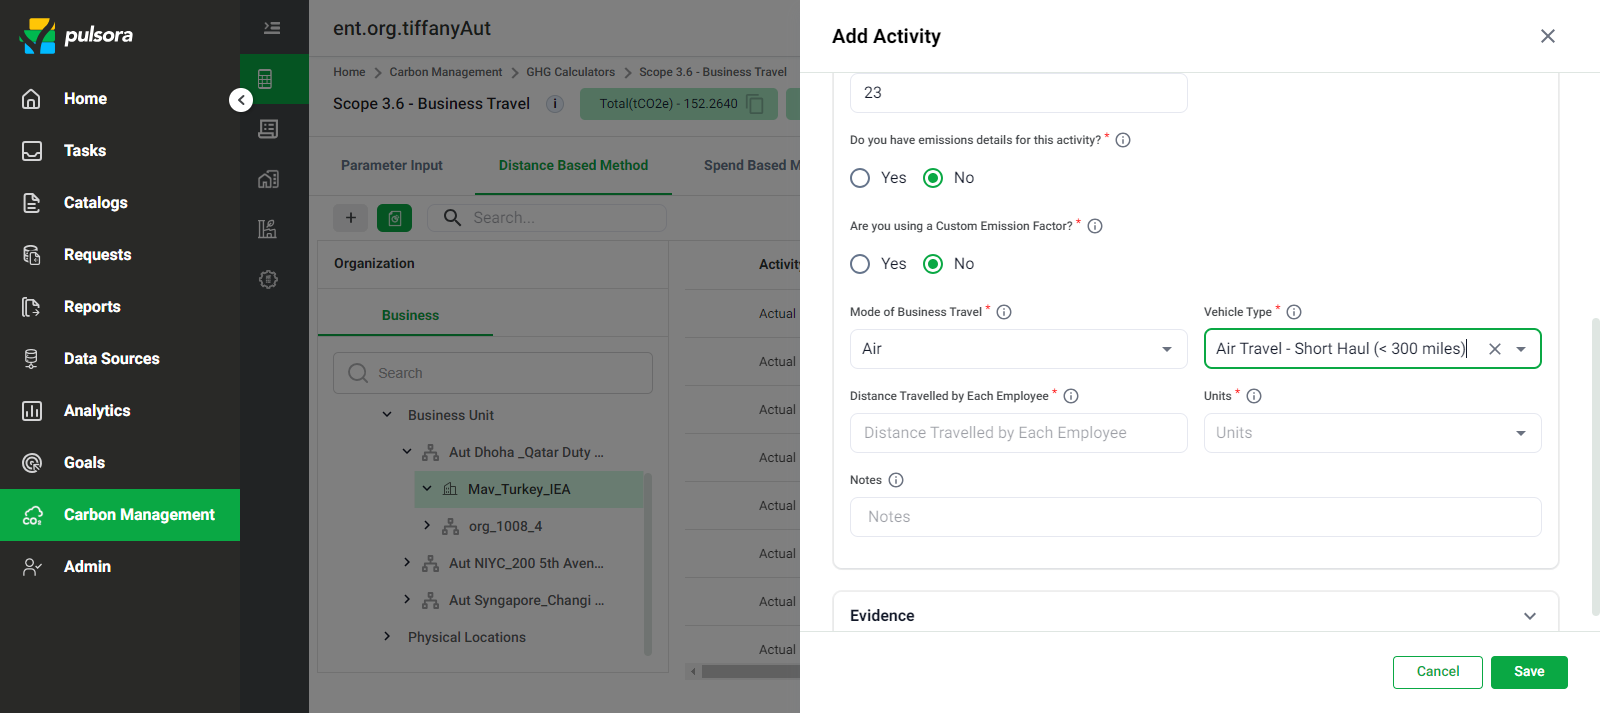 pulsora
Home
Tasks
Catalogs
Requests
Reports
Data Sources
Analytics
Goals
Carbon Management
Admin
ent.org.tiffanyAut
Home > Carbon Management > GHG Calculators > Scope 3.6 - Business Travel
Scope 3.6 - Business Travel
Total(tCO2e) - 152.2640
Parameter Input
Distance Based Method
Spend Based M
Search...
Organization
Business
Search
Business Unit
Aut Dhoha _Qatar Duty ...
Mav_Turkey_IEA
org_1008_4
Aut NIYC_200 5th Aven...
Aut Syngapore_Changi ...
Physical Locations
Activity
Actual
Actual
Actual
Actual
Actual
Actual
Actual
Actual
Add Activity
23
Do you have emissions details for this activity? *
Yes
No
Are you using a Custom Emission Factor? *
Yes
No
Mode of Business Travel *
Air
Vehicle Type *
Air Travel - Short Haul (< 300 miles)
Distance Travelled by Each Employee *
Distance Travelled by Each Employee
Units *
Units
Notes
Notes
Evidence
Cancel
Save